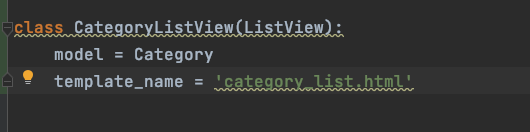 class CategoryListView(ListView):
    model = Category
    template_name = 'category_list.html'